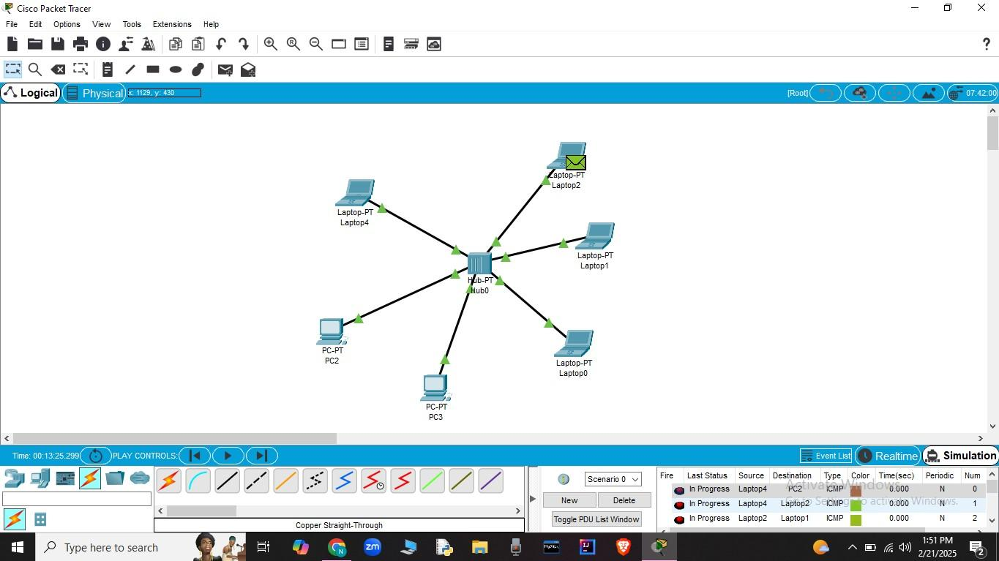 Cisco Packet Tracer
File Edit Options View Tools Extensions Help
Logical Physical x: 1129, y: 430 [Root] 07:42:00
Laptop-PT
Laptop2
Laptop-PT
Laptop4
Laptop-PT
Laptop1
Hub-PT
Hub0
PC-PT
PC2
Laptop-PT
Laptop0
PC-PT
PC3
Time: 00:13:25.299 PLAY CONTROLS: Event List Realtime Simulation
Scenario 0
New Delete
Toggle PDU List Window
Fire Last Status Source Destination Type Color Time(sec) Periodic Num
In Progress Laptop4 PC2 ICMP 0.000 N 0
In Progress Laptop4 Laptop2 ICMP 0.000 N 1
In Progress Laptop2 Laptop1 ICMP 0.000 N 2
Activate Windows
Go to Settings to activate Windows.
Copper Straight-Through
Type here to search
zm
MySQL
IJ
1:51 PM
2/21/2025
2